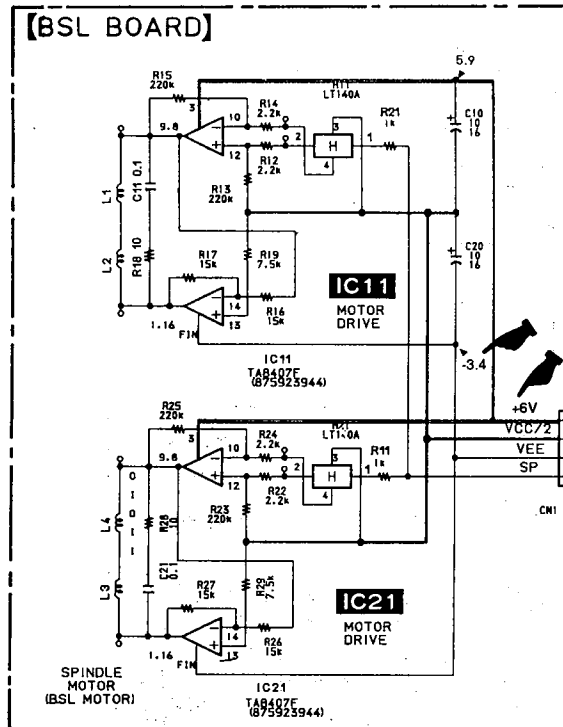 【BSL BOARD】
5.9
R15
220k
R14
2.2k
LT140A
R21
1k
C10
10
16
3
10
9.8
12
2
3
H
1
4
R12
2.2k
R13
220k
C11 0.1
L1
L2
R18 10
R17
15k
R19
7.5k
C20
10
16
IC11
MOTOR
DRIVE
14
13
R16
15k
1.16
FIN
-3.4
IC11
TA8407F
(875923944)
+6V
VCC/2
VEE
SP
CN1
R25
220k
R24
2.2k
R11
1k
3
10
9.8
12
2
3
H
1
4
R22
2.2k
R23
220k
L4
L3
R28
10
C21
0.1
R27
15k
R29
7.5k
IC21
MOTOR
DRIVE
14
13
R26
15k
1.16
FIN
SPINDLE
MOTOR
(BSL MOTOR)
IC21
TA8407F
(875923944)